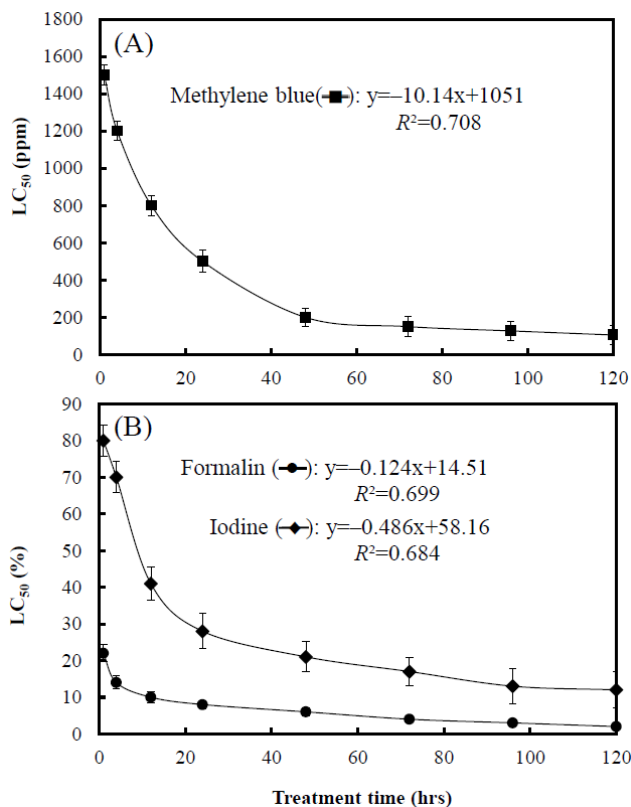 (A)
1800
1600
1400
1200
1000
800
600
400
200
0
LC50 (ppm)
Methylene blue(): y=–10.14x+1051
R²=0.708
0 20 40 60 80 100 120
(B)
90
80
70
60
50
40
30
20
10
0
LC50 (%)
Formalin (): y=–0.124x+14.51
R²=0.699
Iodine (): y=–0.486x+58.16
R²=0.684
0 20 40 60 80 100 120
Treatment time (hrs)